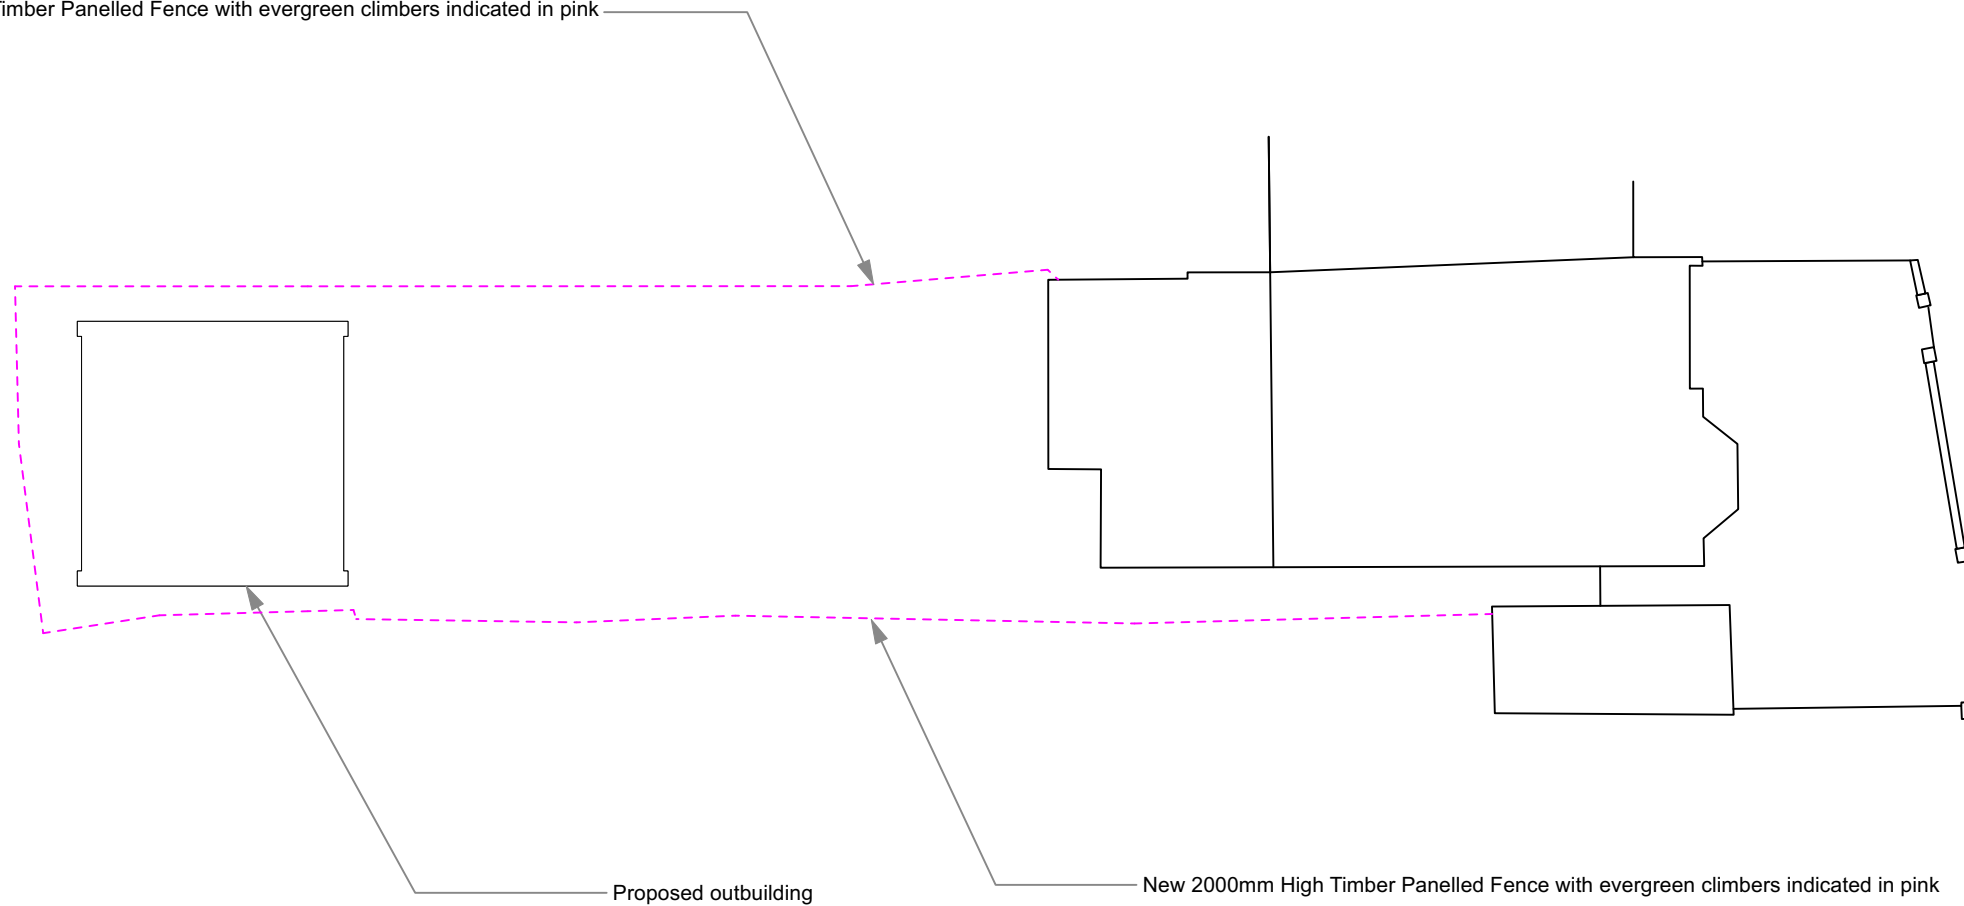 Timber Panelled Fence with evergreen climbers indicated in pink
Proposed outbuilding
New 2000mm High Timber Panelled Fence with evergreen climbers indicated in pink